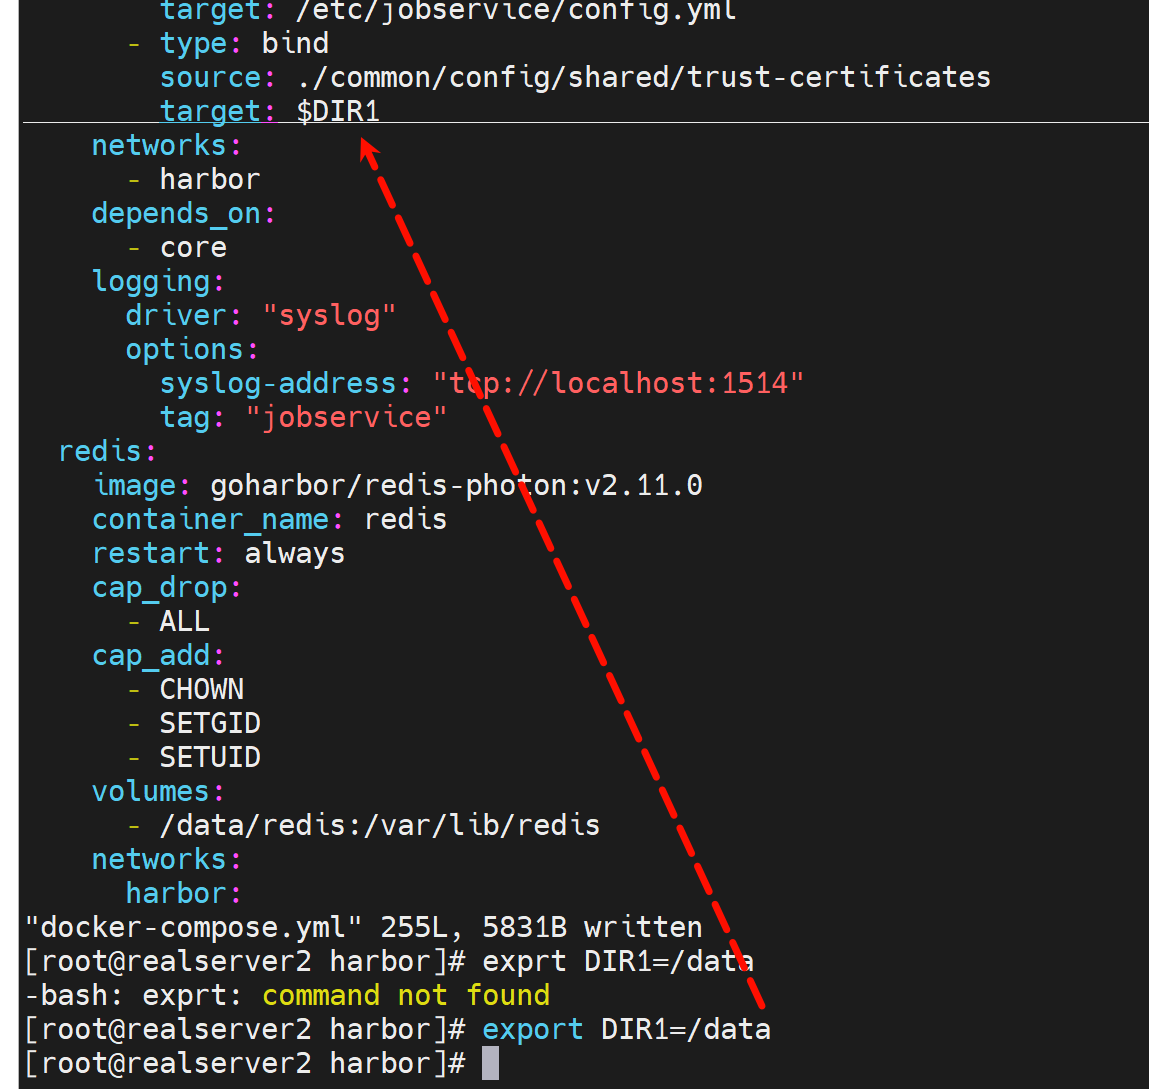 target: /etc/jobservice/config.yml
- type: bind
source: ./common/config/shared/trust-certificates
target: $DIR1
networks:
- harbor
depends_on:
- core
logging:
driver: "syslog"
options:
syslog-address: "tcp://localhost:1514"
tag: "jobservice"
redis:
image: goharbor/redis-photon:v2.11.0
container_name: redis
restart: always
cap_drop:
- ALL
cap_add:
- CHOWN
- SETGID
- SETUID
volumes:
- /data/redis:/var/lib/redis
networks:
harbor:
"docker-compose.yml" 255L, 5831B written
[root@realserver2 harbor]# exprt DIR1=/data
-bash: exprt: command not found
[root@realserver2 harbor]# export DIR1=/data
[root@realserver2 harbor]#